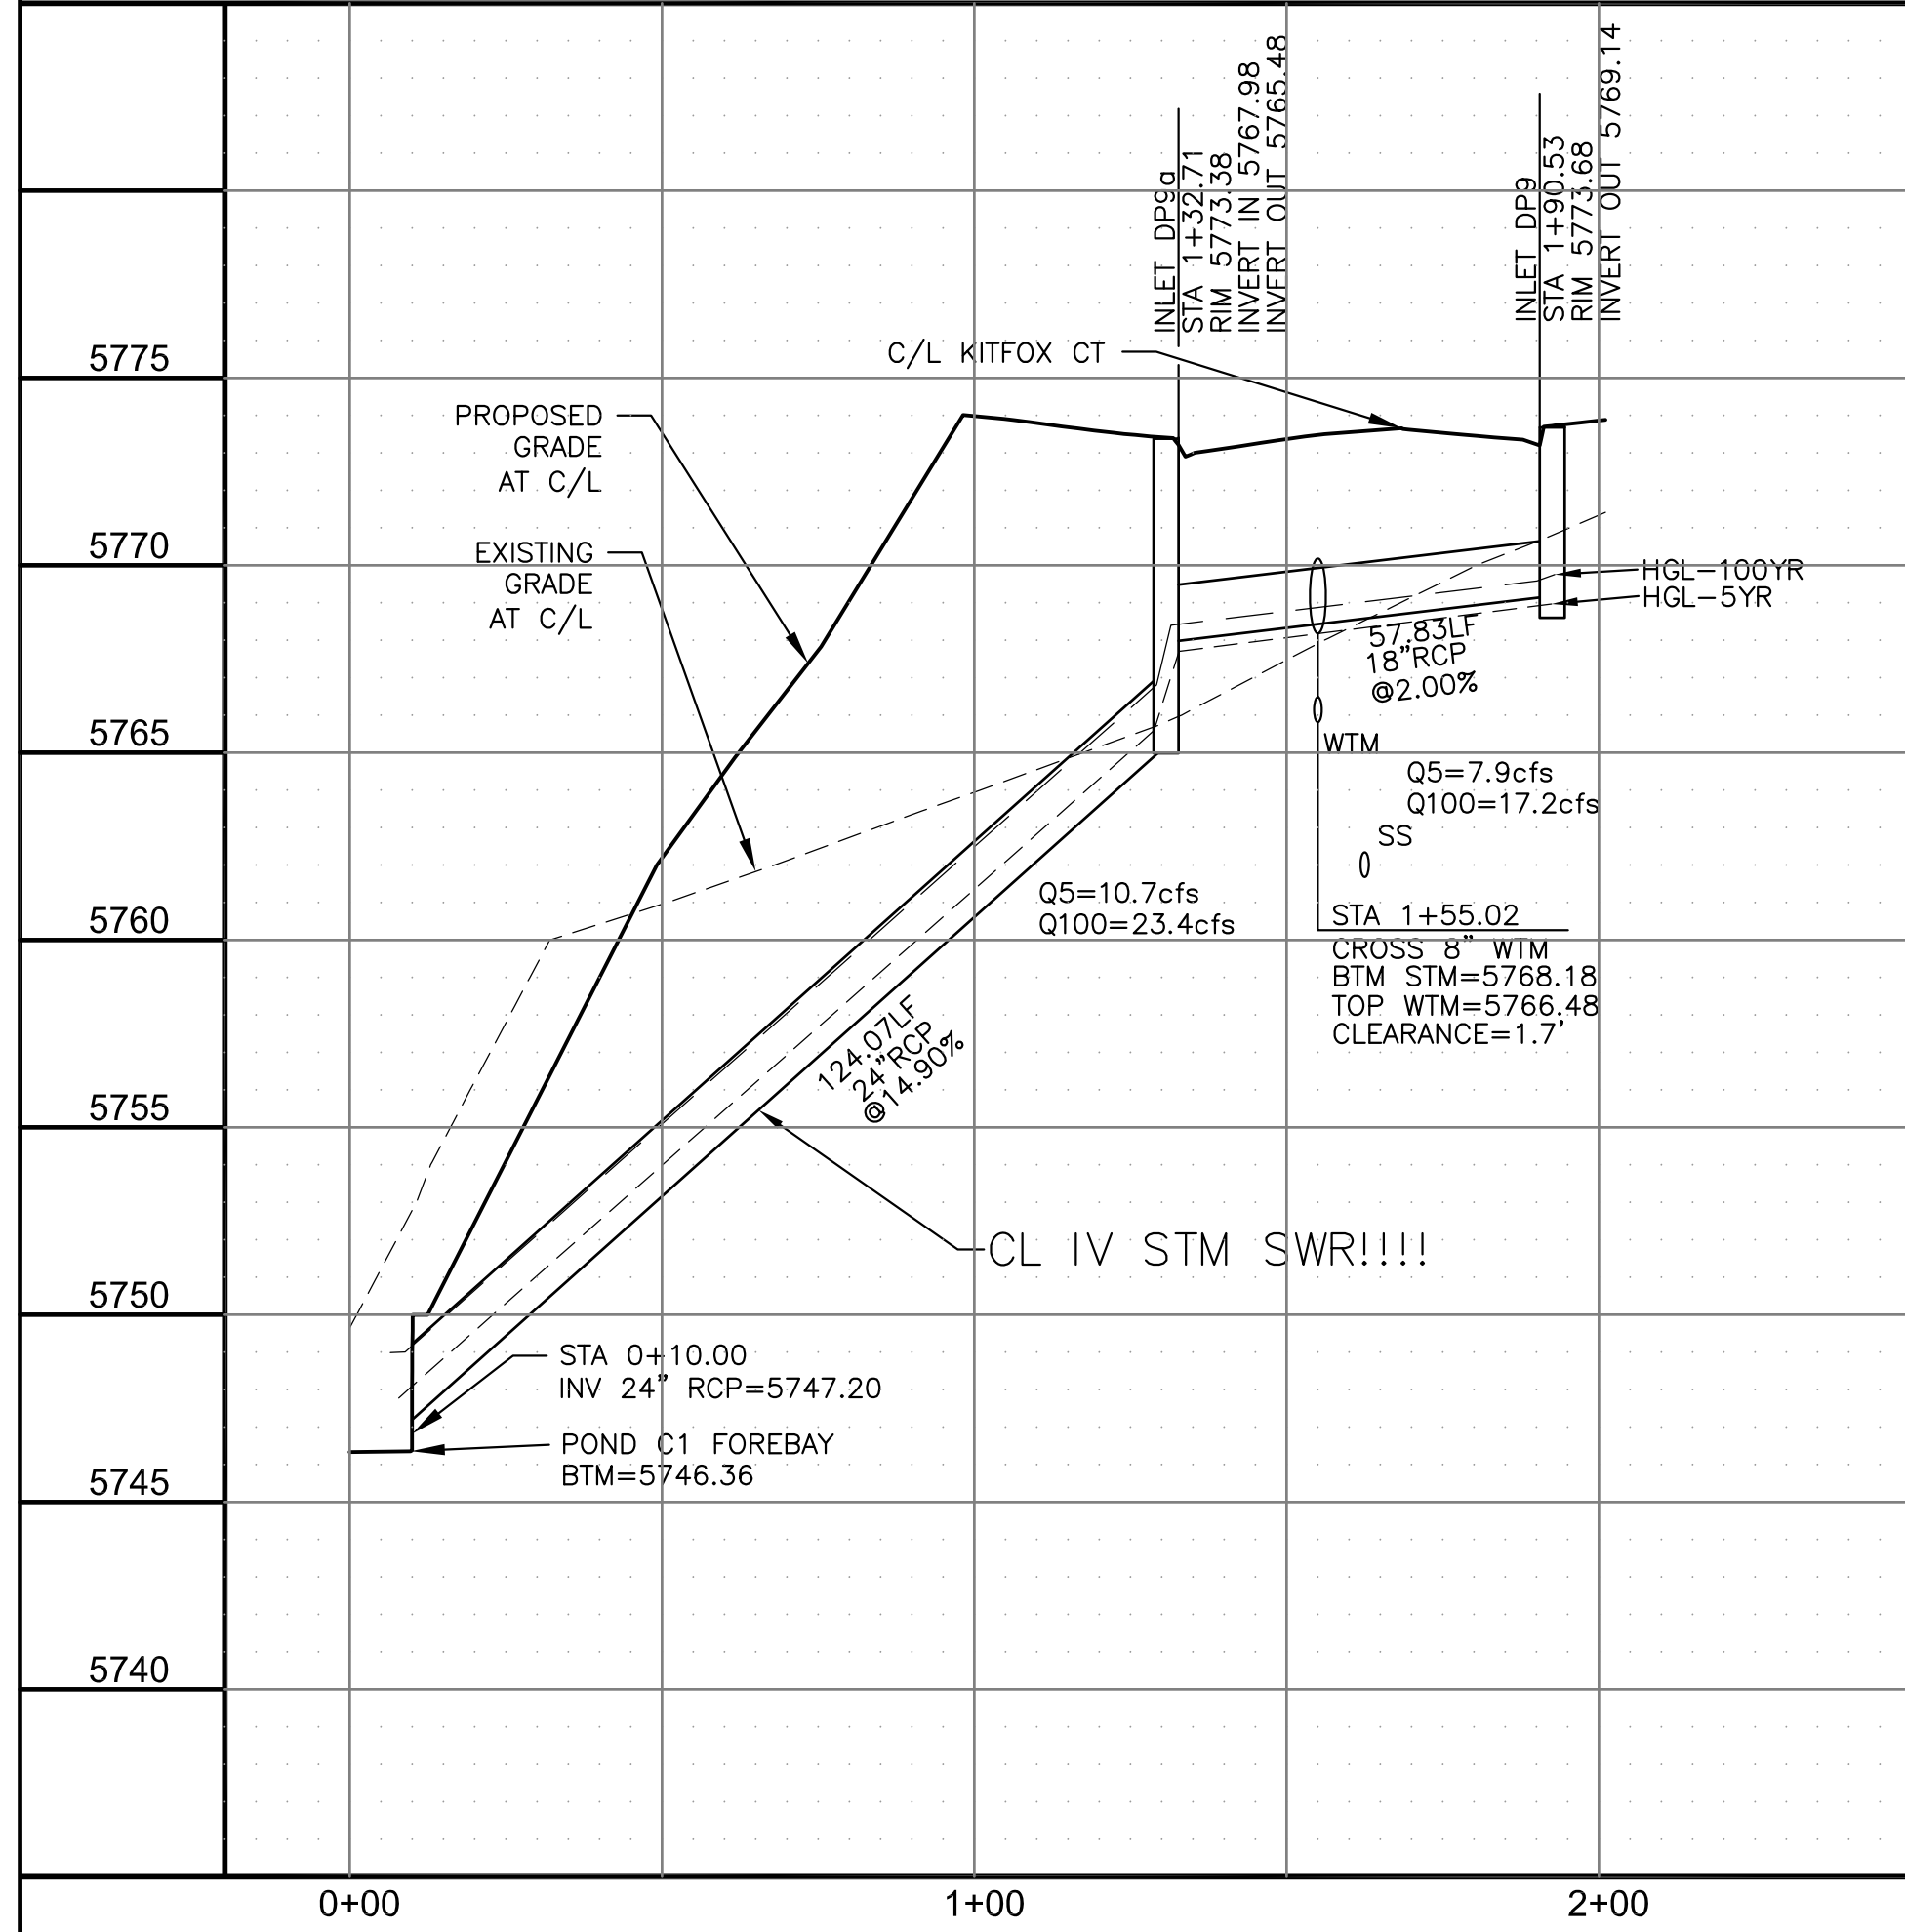 INLET DP9a
STA 1+32.71
RIM 5773.38
INVERT IN 5767.98
INVERT OUT 5765.48
INLET DP9
STA 1+90.53
RIM 5773.68
INVERT OUT 5769.14
C/L KITFOX CT
PROPOSED
GRADE
AT C/L
EXISTING
GRADE
AT C/L
HGL-100YR
HGL-5YR
57.83LF
18"RCP
@2.00%
WTM
Q5=7.9cfs
Q100=17.2cfs
SS
Q5=10.7cfs
Q100=23.4cfs
STA 1+55.02
CROSS 8" WTM
BTM STM=5768.18
TOP WTM=5766.48
CLEARANCE=1.7'
124.07LF
24"RCP
@14.90%
CL IV STM SWR!!!!
STA 0+10.00
INV 24" RCP=5747.20
POND C1 FOREBAY
BTM=5746.36
5775
5770
5765
5760
5755
5750
5745
5740
0+00
1+00
2+00